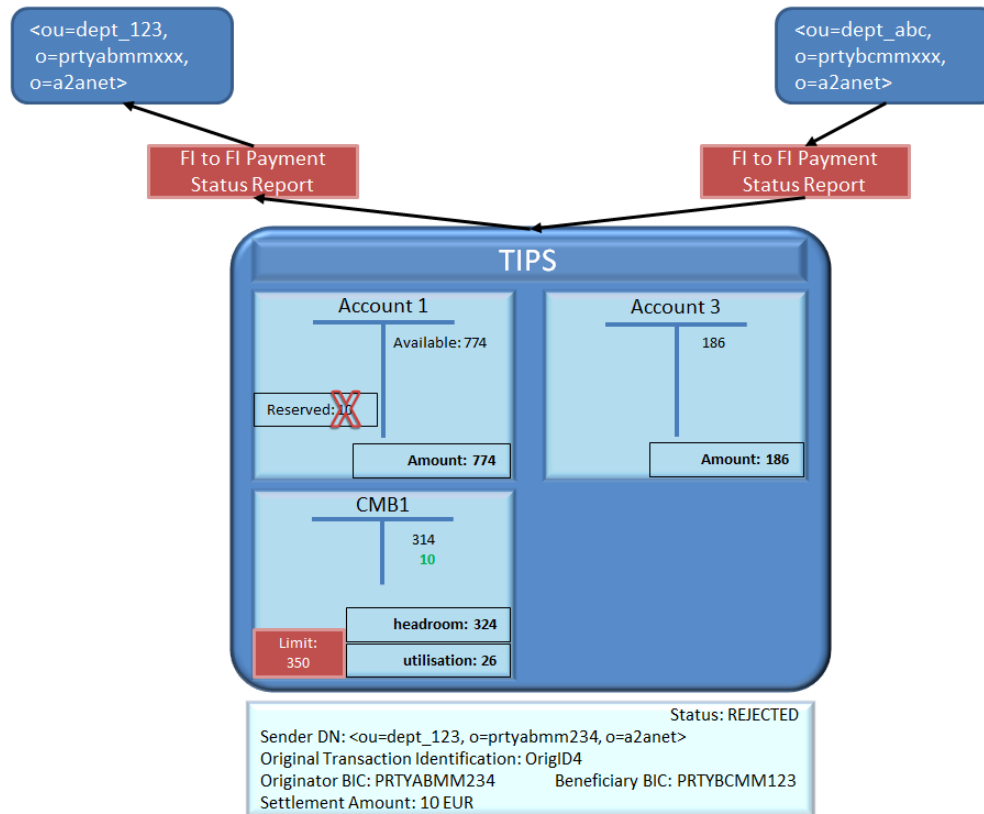 <ou=dept_123,
o=prtyabmmxxx,
o=a2anet>
<ou=dept_abc,
o=prtybcmmxxx,
o=a2anet>
FI to FI Payment
Status Report
FI to FI Payment
Status Report
TIPS
Account 1
Available: 774
Reserved: 10
Amount: 774
Account 3
186
Amount: 186
CMB1
314
10
headroom: 324
Limit:
350
utilisation: 26
Status: REJECTED
Sender DN: <ou=dept_123, o=prtyabmm234, o=a2anet>
Original Transaction Identification: OrigID4
Originator BIC: PRTYABMM234 Beneficiary BIC: PRTYBCMM123
Settlement Amount: 10 EUR